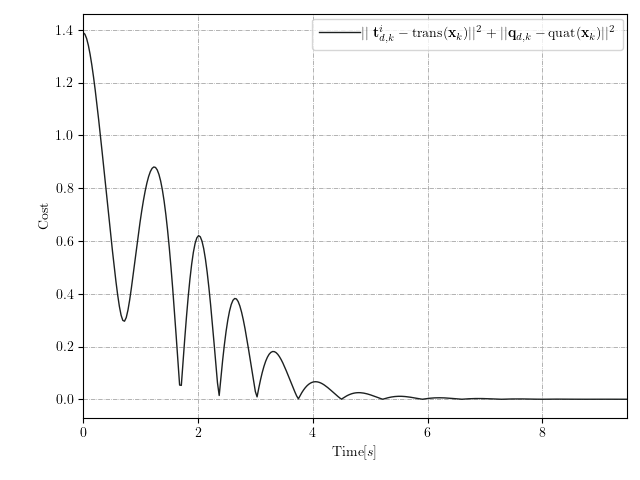 || t^i_{d,k} − trans(x_k)||² + ||q_{d,k} − quat(x_k)||²
1.4
1.2
1.0
0.8
0.6
0.4
0.2
0.0
Cost
0 2 4 6 8
Time[s]